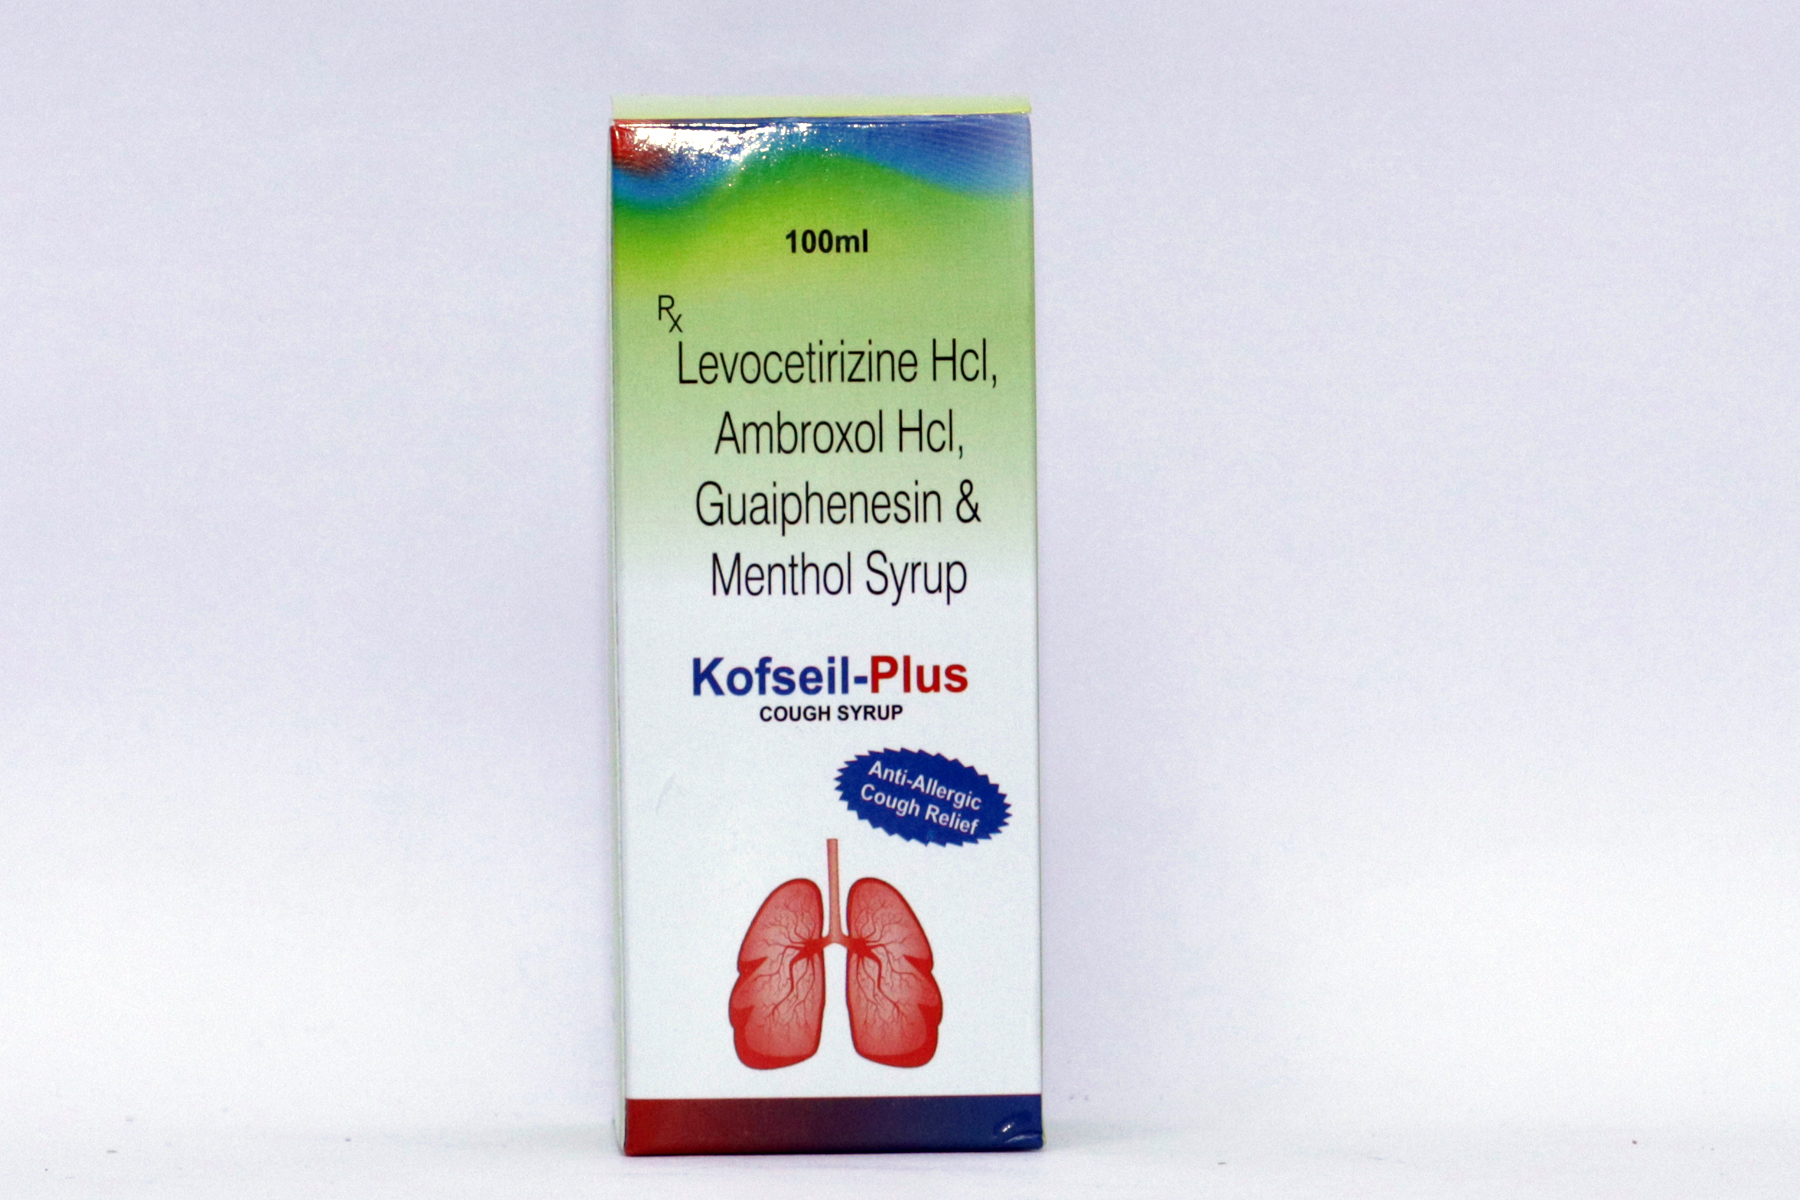 100ml
Rx
Levocetirizine Hcl,
Ambroxol Hcl,
Guaiphenesin &
Menthol Syrup
Kofseil-Plus
COUGH SYRUP
Anti-Allergic
Cough Relief